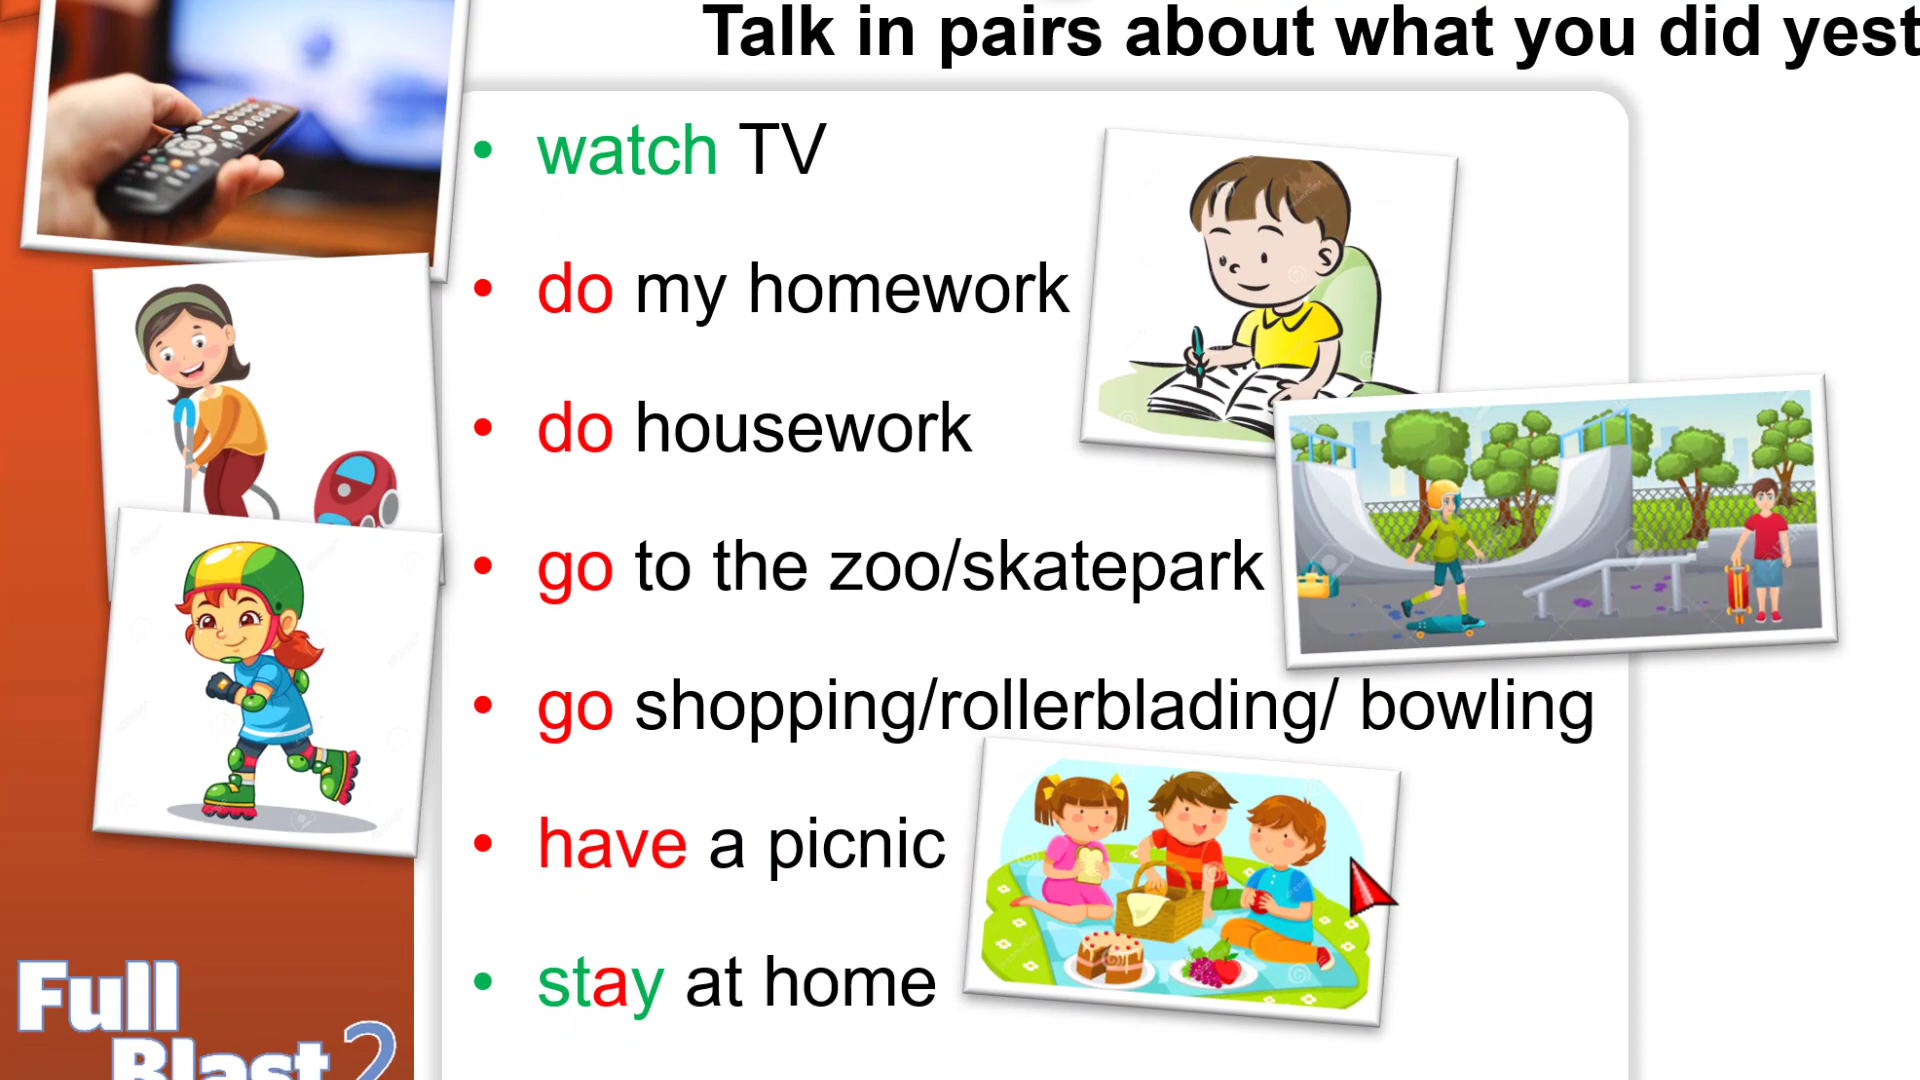 Talk in pairs about what you did yest
• watch TV
• do my homework
• do housework
• go to the zoo/skatepark
• go shopping/rollerblading/ bowling
• have a picnic
• stay at home
Full
Blast 2